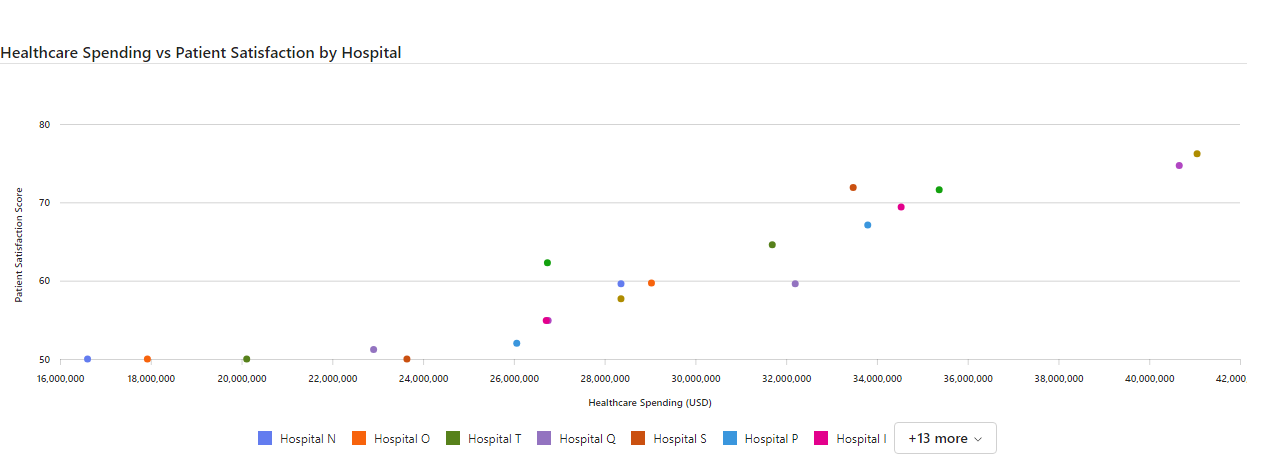 Healthcare Spending vs Patient Satisfaction by Hospital
80
70
60
50
Patient Satisfaction Score
16,000,000 18,000,000 20,000,000 22,000,000 24,000,000 26,000,000 28,000,000 30,000,000 32,000,000 34,000,000 36,000,000 38,000,000 40,000,000 42,000
Healthcare Spending (USD)
Hospital N Hospital O Hospital T Hospital Q Hospital S Hospital P Hospital +13 more